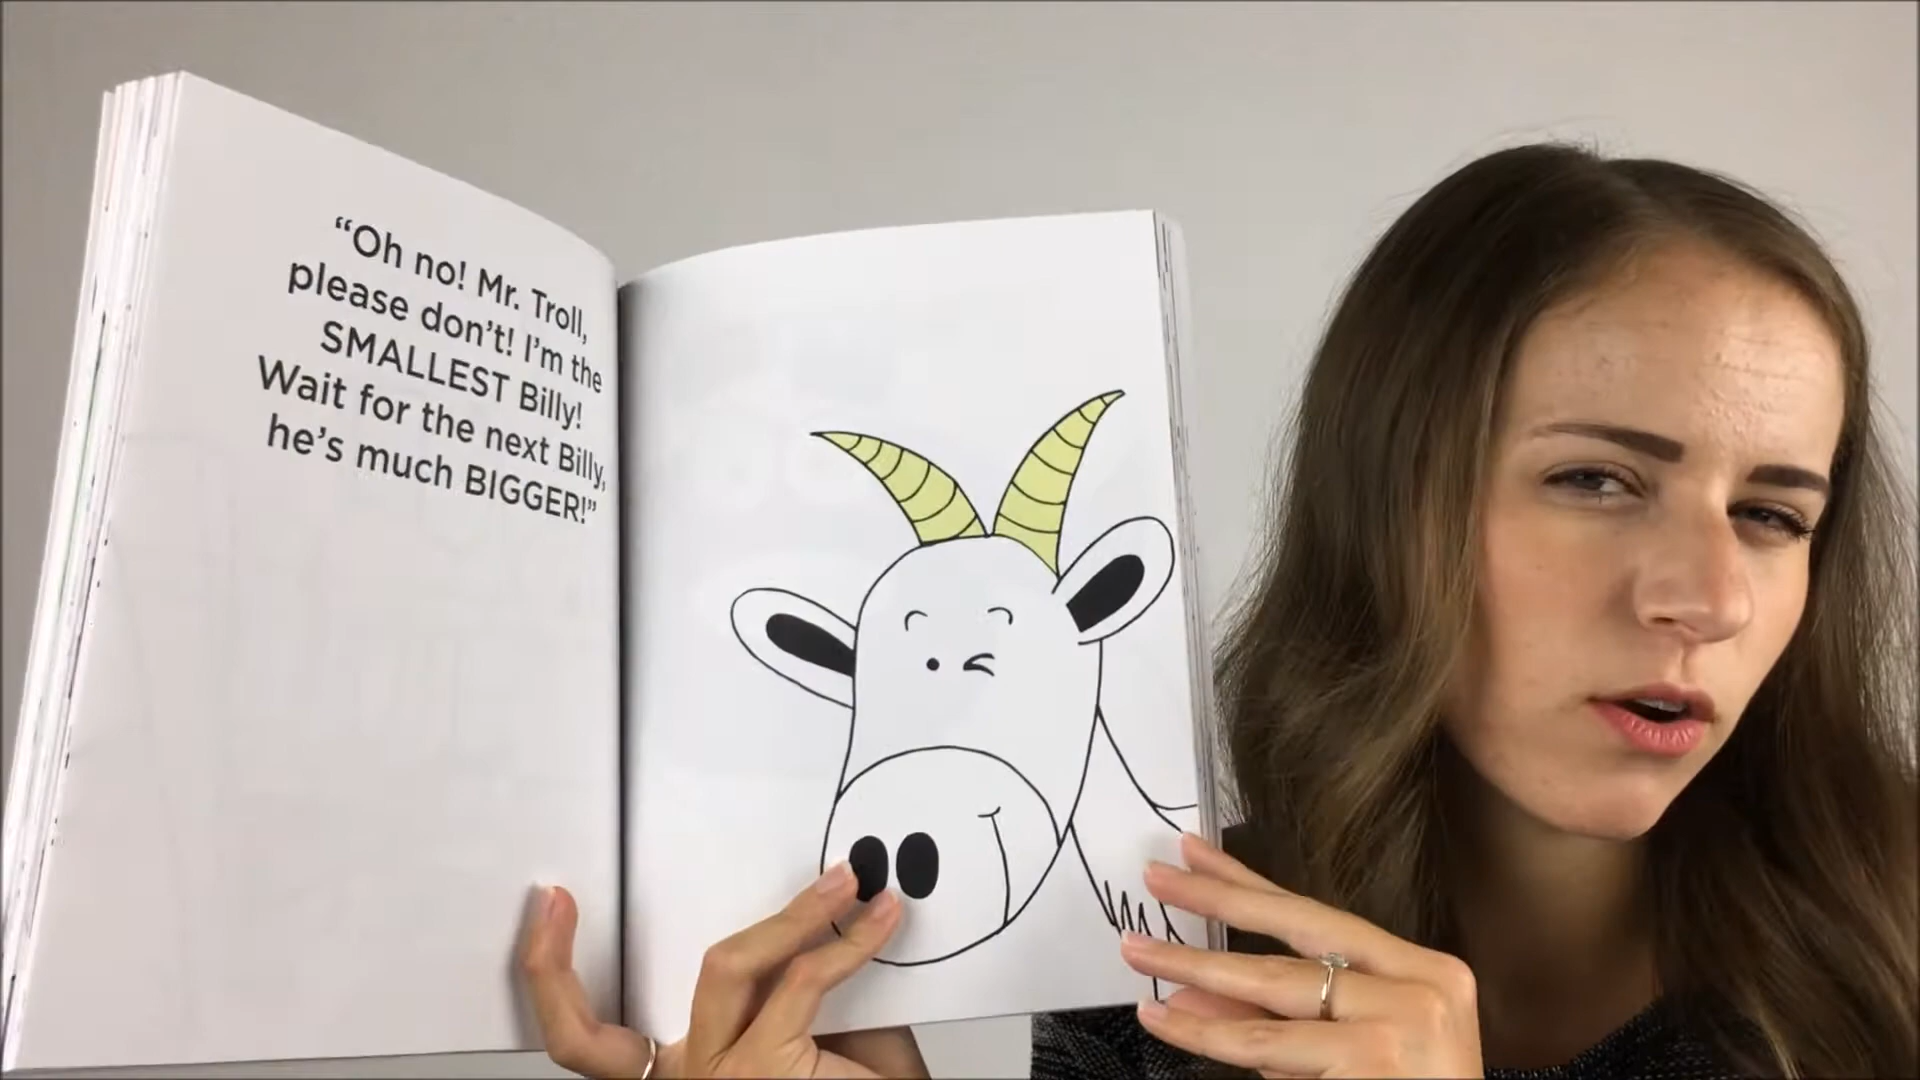 “Oh no! Mr. Troll,
please don’t! I’m the
SMALLEST Billy!
Wait for the next Billy,
he’s much BIGGER!”